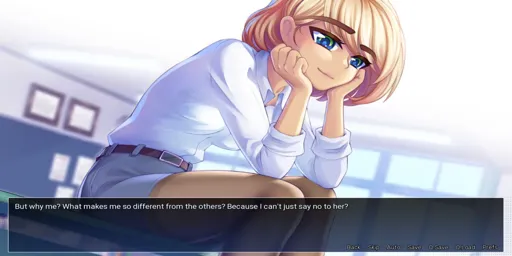 But why me? What makes me so different from the others? Because I can't just say no to her?
Back Skip Auto Save Q.Save Q.Load Prefs